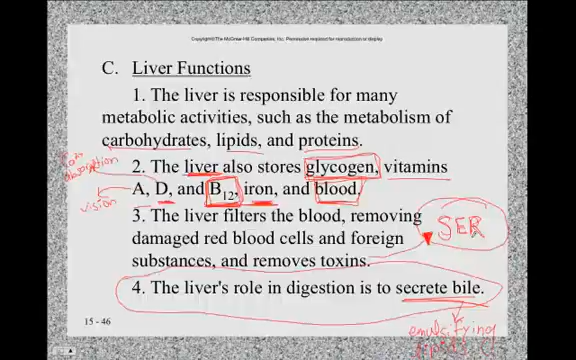 Copyright©The McGraw-Hill Companies, Inc. Permission required for reproduction or display
C. Liver Functions
1. The liver is responsible for many
metabolic activities, such as the metabolism of
carbohydrates, lipids, and proteins.
2. The liver also stores glycogen, vitamins
absorption
A, D, and B12, iron, and blood.
vision
3. The liver filters the blood, removing
damaged red blood cells and foreign
SER
substances, and removes toxins.
4. The liver's role in digestion is to secrete bile.
15 - 46
emulsifying